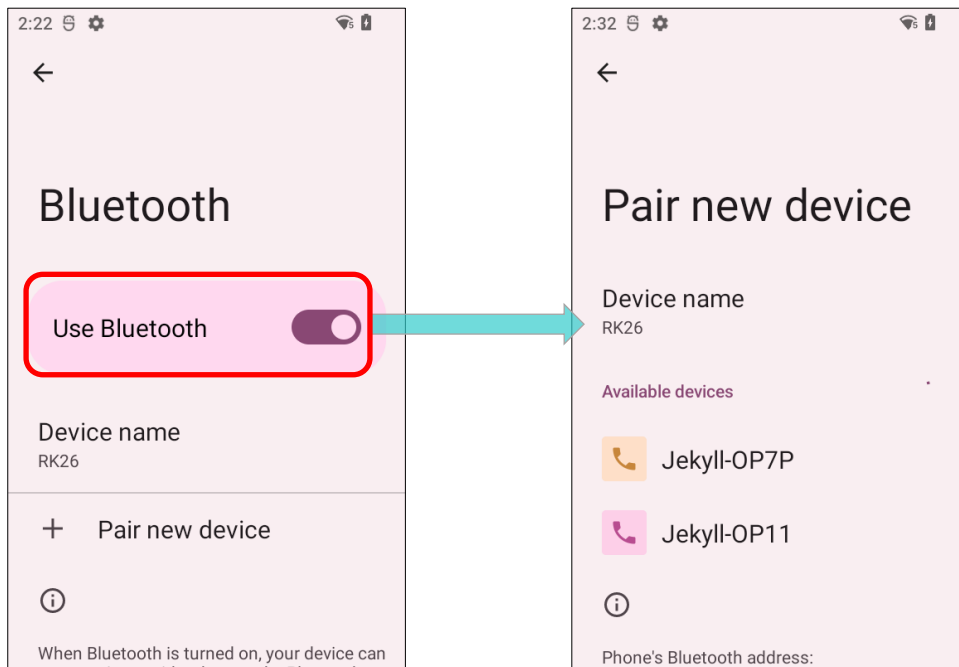 2:22
Bluetooth
Use Bluetooth
Device name
RK26
Pair new device
When Bluetooth is turned on, your device can
2:32
Pair new device
Device name
RK26
Available devices
Jekyll-OP7P
Jekyll-OP11
Phone's Bluetooth address: